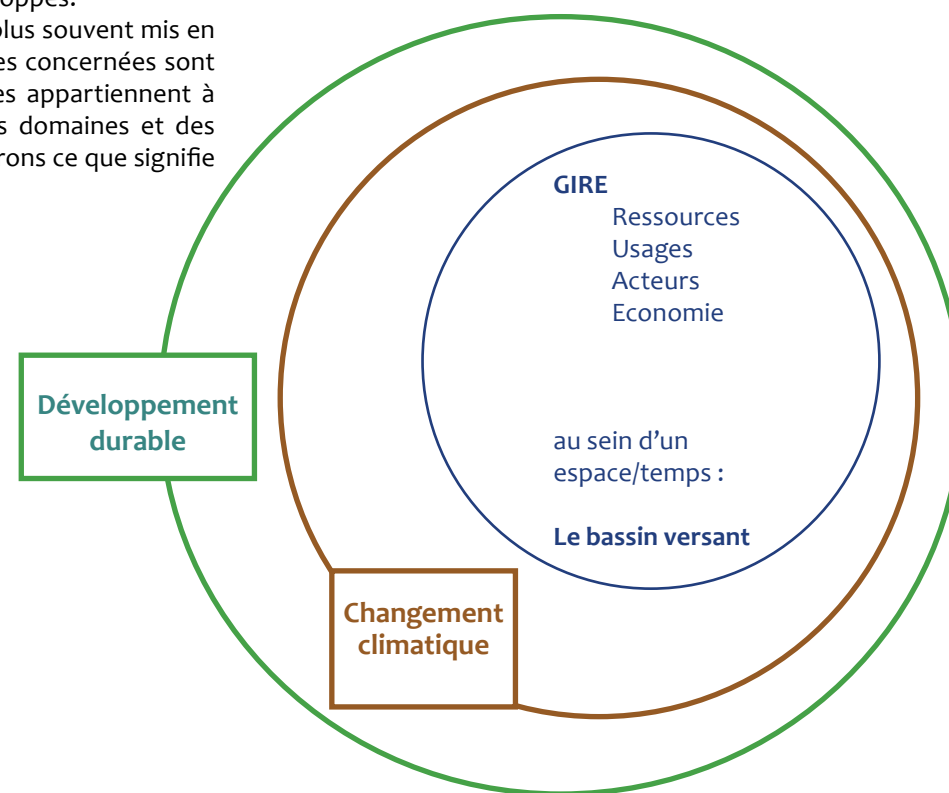 oppés.
plus souvent mis en
es concernées sont
es appartiennent à
s domaines et des
rons ce que signifie
GIRE
Ressources
Usages
Acteurs
Economie
au sein d’un
espace/temps :
Le bassin versant
Développement
durable
Changement
climatique